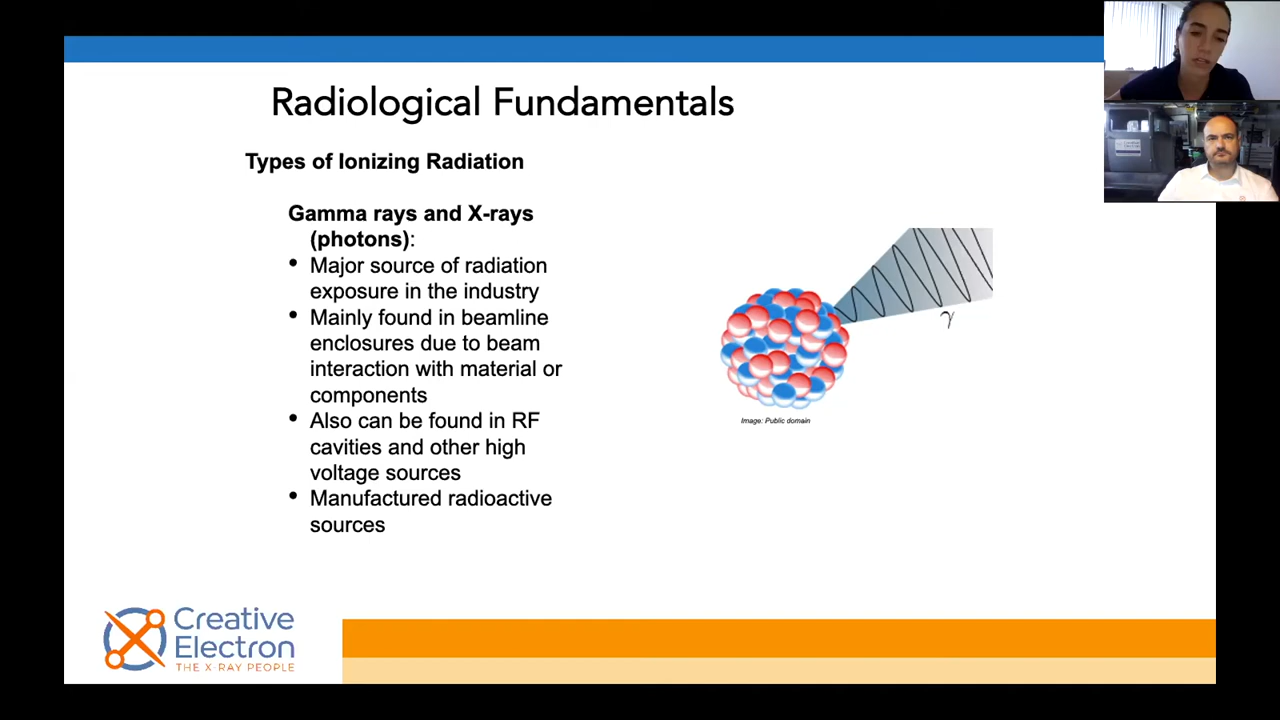 Radiological Fundamentals
Types of Ionizing Radiation
Gamma rays and X-rays
(photons):
• Major source of radiation
exposure in the industry
• Mainly found in beamline
enclosures due to beam
interaction with material or
components
• Also can be found in RF
cavities and other high
voltage sources
• Manufactured radioactive
sources
γ
Image: Public domain
Creative
Electron
THE X-RAY PEOPLE